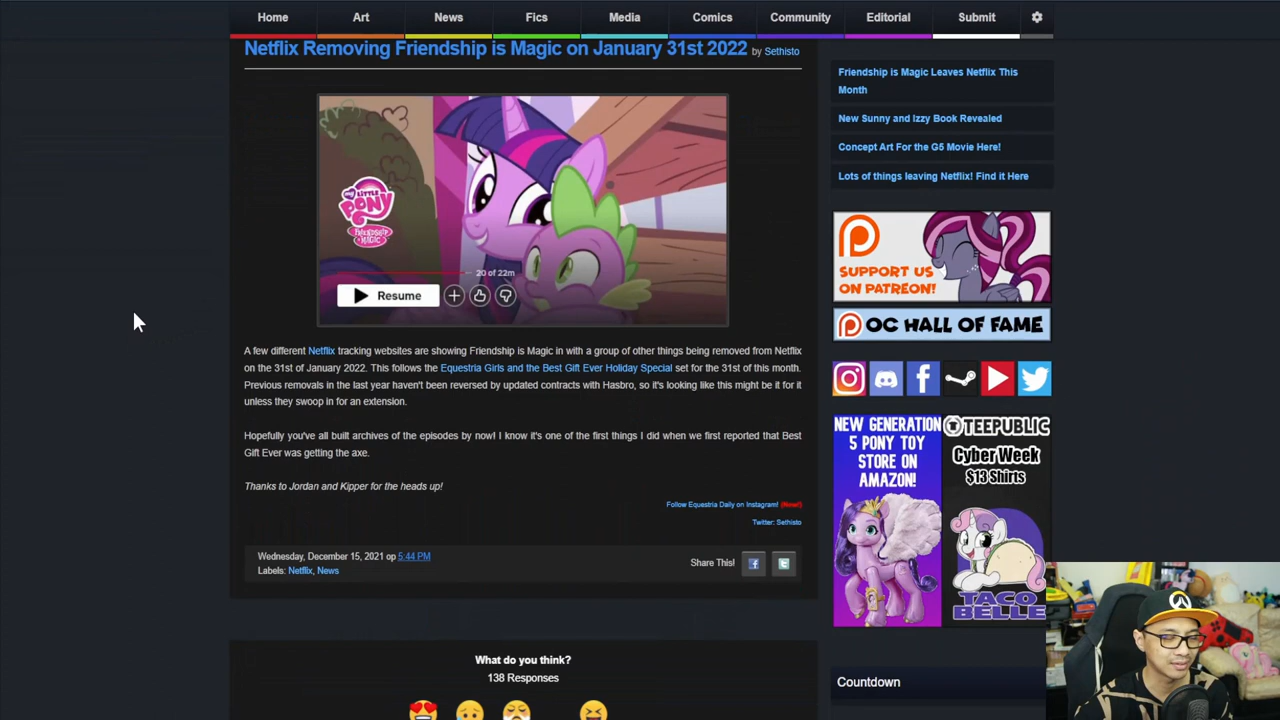 Home Art News Fics Media Comics Community Editorial Submit
Netflix Removing Friendship is Magic on January 31st 2022 by Sethisto
my LITTLE
PONY
FRIENDSHIP
is
MAGIC
20 of 22m
Resume
A few different Netflix tracking websites are showing Friendship is Magic in with a group of other things being removed from Netflix
on the 31st of January 2022. This follows the Equestria Girls and the Best Gift Ever Holiday Special set for the 31st of this month.
Previous removals in the last year haven't been reversed by updated contracts with Hasbro, so it's looking like this might be it for it
unless they swoop in for an extension.
Hopefully you've all built archives of the episodes by now! I know it's one of the first things I did when we first reported that Best
Gift Ever was getting the axe.
Thanks to Jordan and Kipper for the heads up!
Follow Equestria Daily on Instagram! (New!)
Twitter: Sethisto
Wednesday, December 15, 2021 op 5:44 PM
Labels: Netflix, News
Share This!
What do you think?
138 Responses
Friendship is Magic Leaves Netflix This
Month
New Sunny and Izzy Book Revealed
Concept Art For the G5 Movie Here!
Lots of things leaving Netflix! Find it Here
SUPPORT US
ON PATREON!
OC HALL OF FAME
NEW GENERATION
5 PONY TOY
STORE ON
AMAZON!
TEEPUBLIC
Cyber Week
$13 Shirts
TACO
BELLE
Countdown